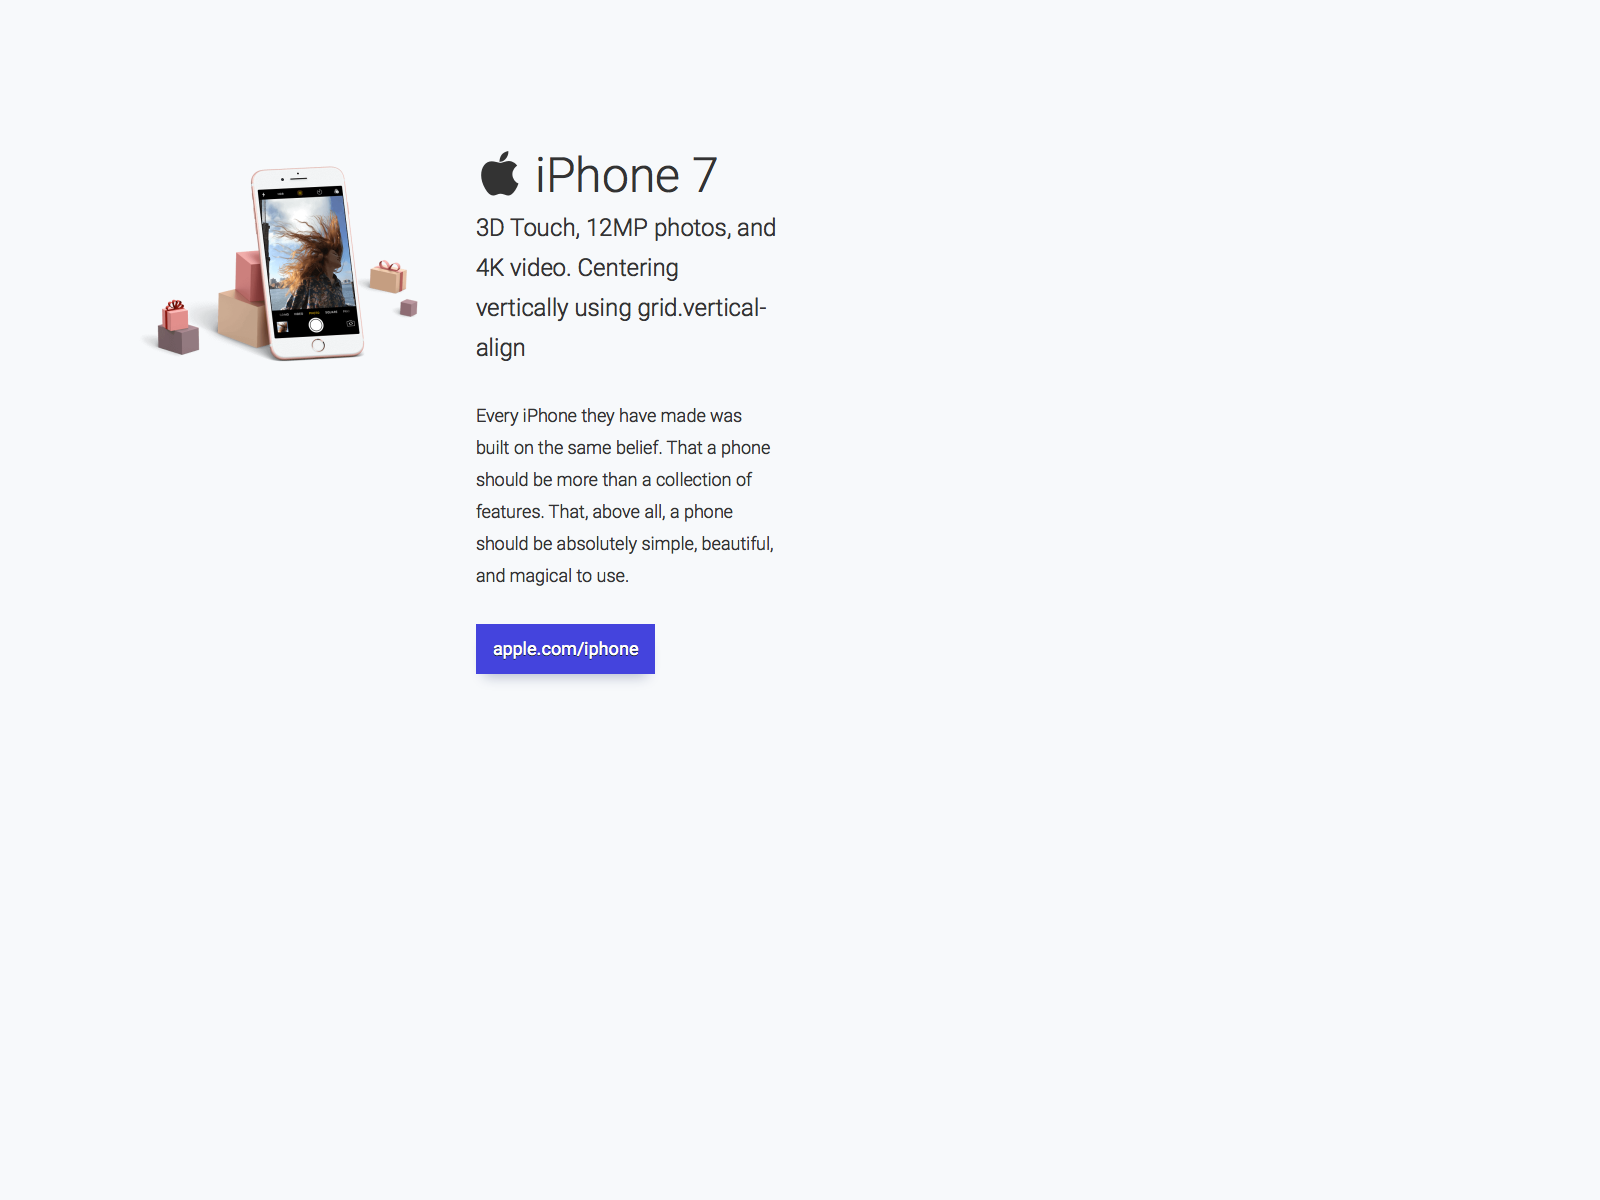 iPhone 7
3D Touch, 12MP photos, and
4K video. Centering
vertically using grid.vertical-
align
Every iPhone they have made was
built on the same belief. That a phone
should be more than a collection of
features. That, above all, a phone
should be absolutely simple, beautiful,
and magical to use.
apple.com/iphone